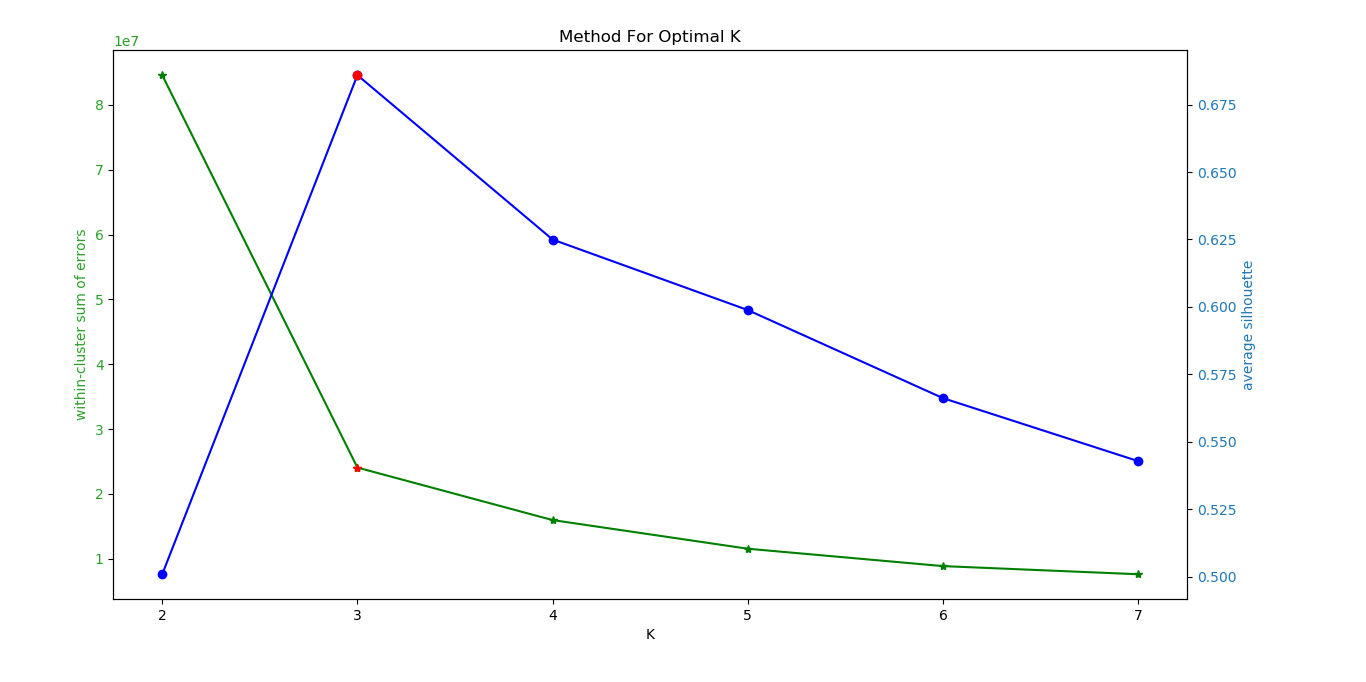 Method For Optimal K
1e7
8
7
6
5
4
3
2
1
within-cluster sum of errors
0.675
0.650
0.625
0.600
0.575
0.550
0.525
0.500
average silhouette
2 3 4 5 6 7
K